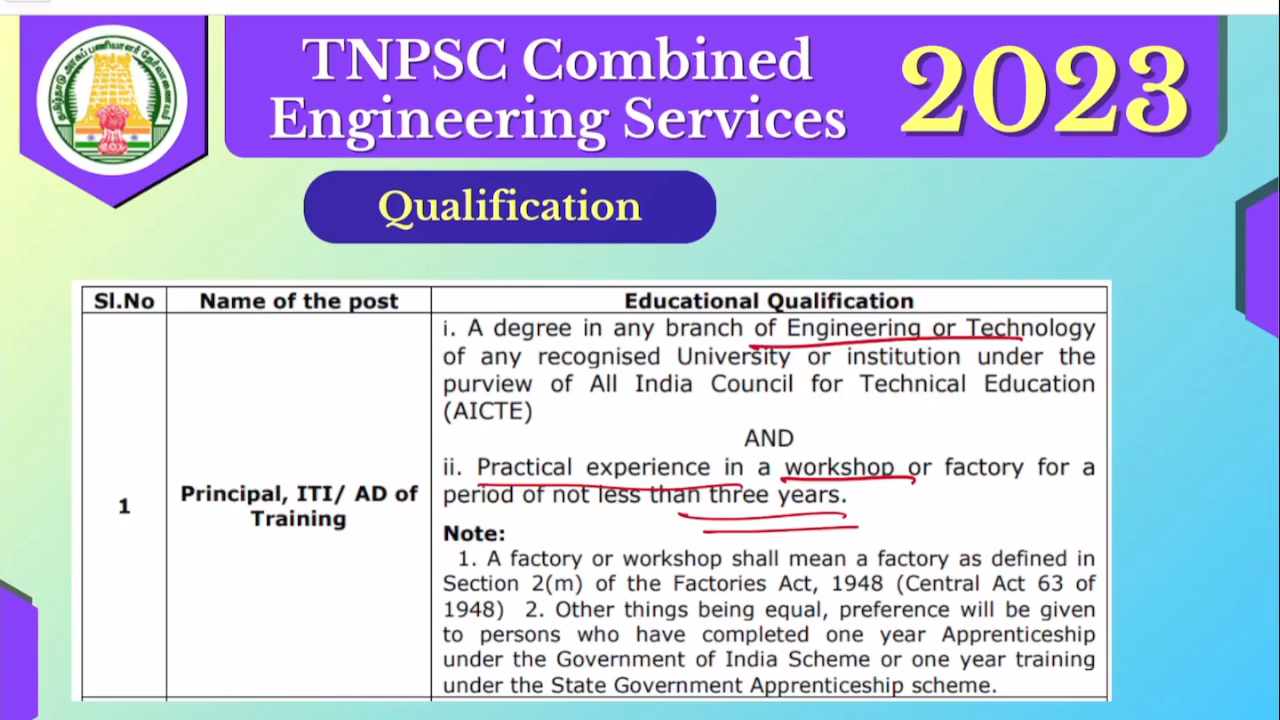 TNPSC Combined
Engineering Services
2023
Qualification
Sl.No
Name of the post
Educational Qualification
1
Principal, ITI/ AD of
Training
i. A degree in any branch of Engineering or Technology
of any recognised University or institution under the
purview of All India Council for Technical Education
(AICTE)
AND
ii. Practical experience in a workshop or factory for a
period of not less than three years.
Note:
1. A factory or workshop shall mean a factory as defined in
Section 2(m) of the Factories Act, 1948 (Central Act 63 of
1948) 2. Other things being equal, preference will be given
to persons who have completed one year Apprenticeship
under the Government of India Scheme or one year training
under the State Government Apprenticeship scheme.